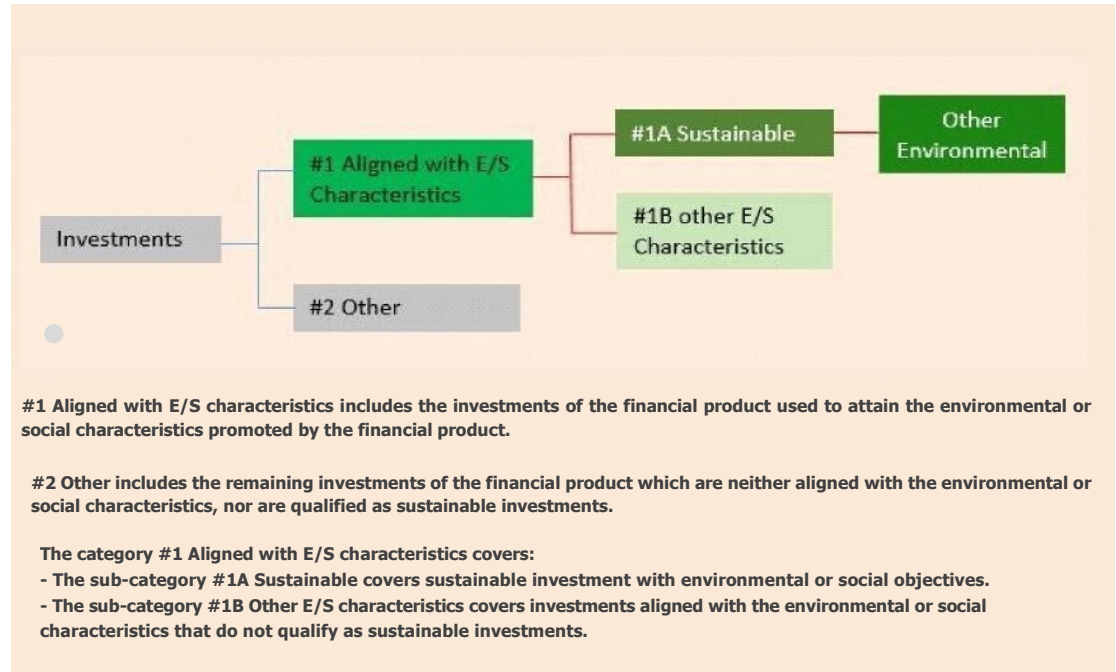 Investments
#1 Aligned with E/S
Characteristics
#2 Other
#1A Sustainable
#1B other E/S
Characteristics
Other
Environmental
#1 Aligned with E/S characteristics includes the investments of the financial product used to attain the environmental or
social characteristics promoted by the financial product.
#2 Other includes the remaining investments of the financial product which are neither aligned with the environmental or
social characteristics, nor are qualified as sustainable investments.
The category #1 Aligned with E/S characteristics covers:
- The sub-category #1A Sustainable covers sustainable investment with environmental or social objectives.
- The sub-category #1B Other E/S characteristics covers investments aligned with the environmental or social
characteristics that do not qualify as sustainable investments.